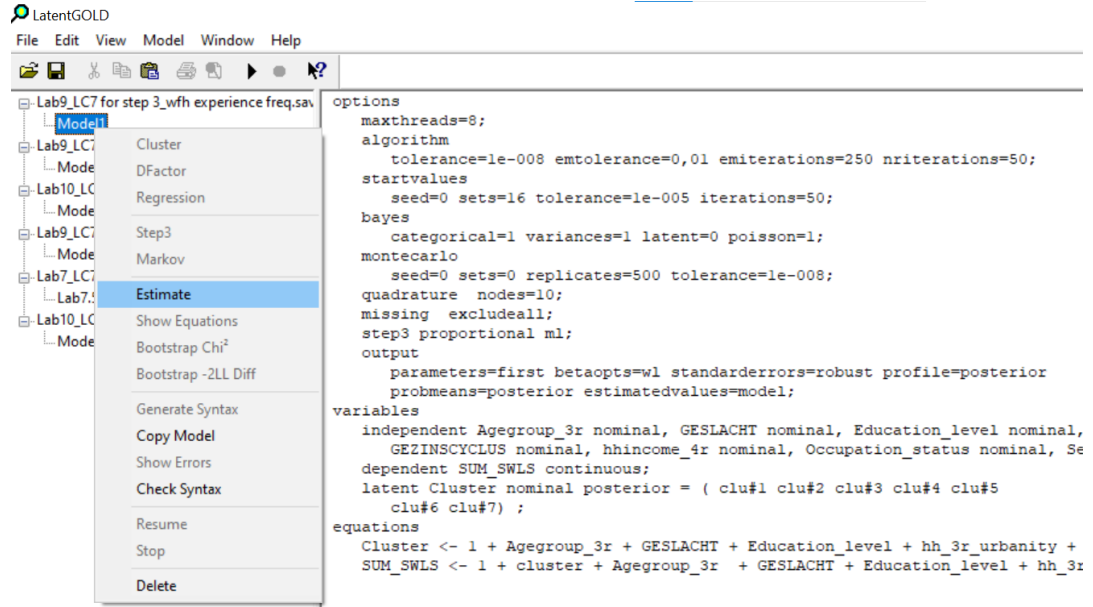 LatentGOLD
File Edit View Model Window Help
Lab9_LC7 for step 3_wfh experience freq.sav
Model1
Lab9_LC7
Mode
Lab10_LC
Mode
Lab9_LC7
Mode
Lab7_LC7
Lab7.5
Lab10_LC
Mode
Cluster
DFactor
Regression
Step3
Markov
Estimate
Show Equations
Bootstrap Chi²
Bootstrap -2LL Diff
Generate Syntax
Copy Model
Show Errors
Check Syntax
Resume
Stop
Delete
options
maxthreads=8;
algorithm
tolerance=1e-008 emtolerance=0,01 emiterations=250 nriterations=50;
startvalues
seed=0 sets=16 tolerance=1e-005 iterations=50;
bayes
categorical=1 variances=1 latent=0 poisson=1;
montecarlo
seed=0 sets=0 replicates=500 tolerance=1e-008;
quadrature nodes=10;
missing excludeall;
step3 proportional ml;
output
parameters=first betaopts=wl standarderrors=robust profile=posterior
probmeans=posterior estimatedvalues=model;
variables
independent Agegroup_3r nominal, GESLACHT nominal, Education_level nominal,
GEZINSCYCLUS nominal, hhincome_4r nominal, Occupation_status nominal, Se
dependent SUM_SWLS continuous;
latent Cluster nominal posterior = ( clu#1 clu#2 clu#3 clu#4 clu#5
clu#6 clu#7) ;
equations
Cluster <- 1 + Agegroup_3r + GESLACHT + Education_level + hh_3r_urbanity +
SUM_SWLS <- 1 + cluster + Agegroup_3r + GESLACHT + Education_level + hh_3r